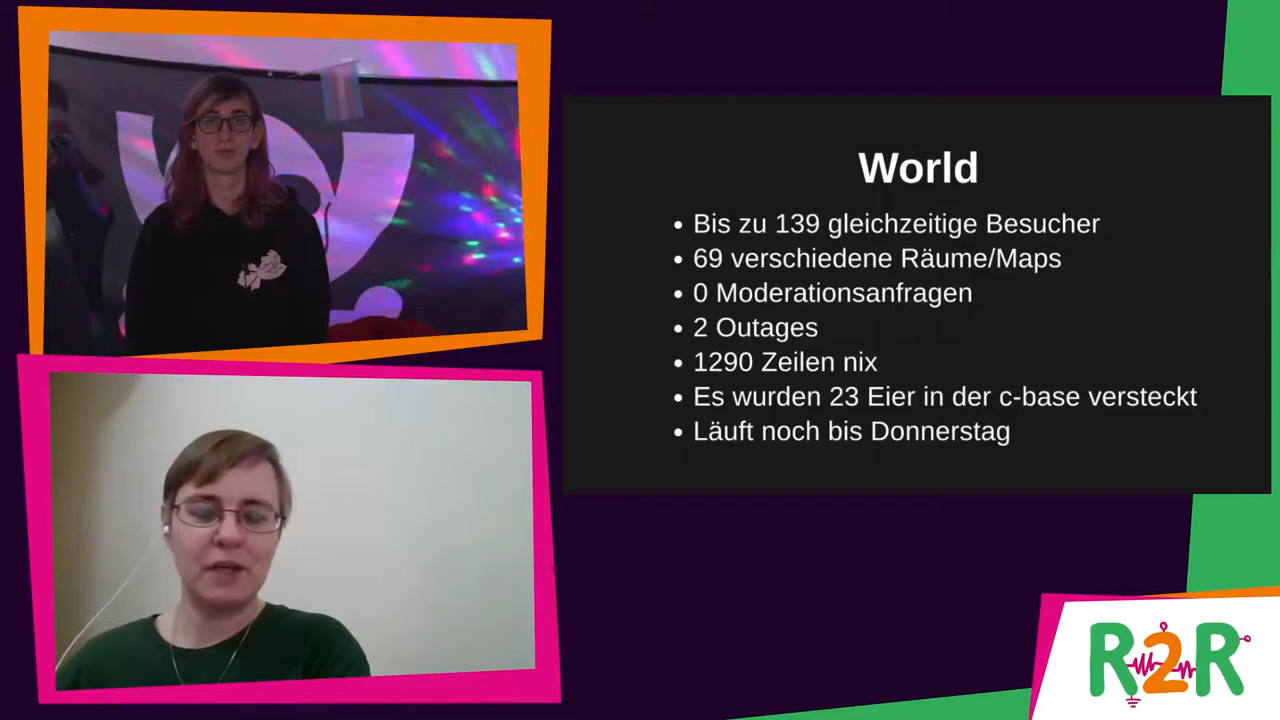 World
• Bis zu 139 gleichzeitige Besucher
• 69 verschiedene Räume/Maps
• 0 Moderationsanfragen
• 2 Outages
• 1290 Zeilen nix
• Es wurden 23 Eier in der c-base versteckt
• Läuft noch bis Donnerstag
R2R